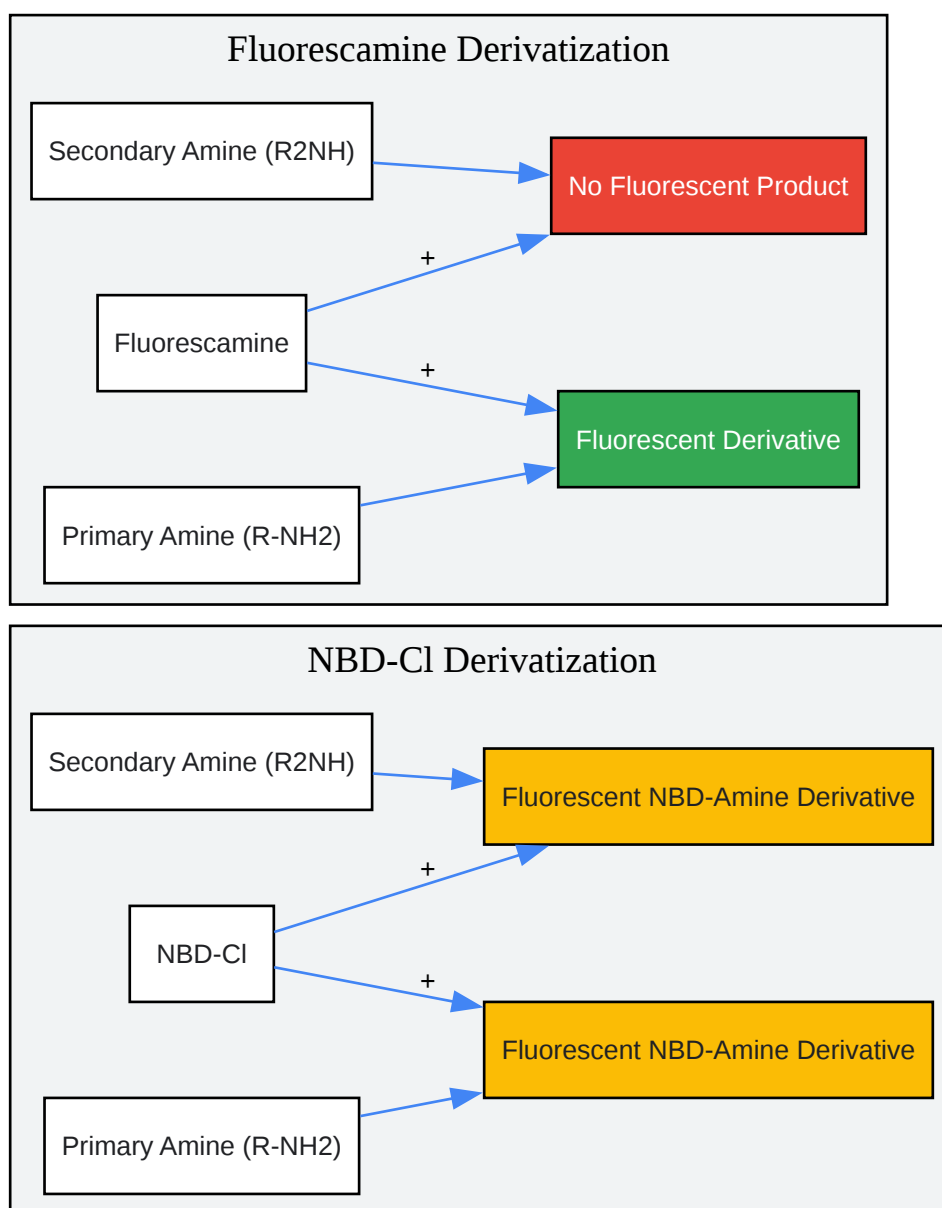 Fluorescamine Derivatization
Secondary Amine (R2NH)
No Fluorescent Product
+
Fluorescamine
+
Fluorescent Derivative
Primary Amine (R-NH2)
NBD-Cl Derivatization
Secondary Amine (R2NH)
Fluorescent NBD-Amine Derivative
+
NBD-Cl
+
Fluorescent NBD-Amine Derivative
Primary Amine (R-NH2)